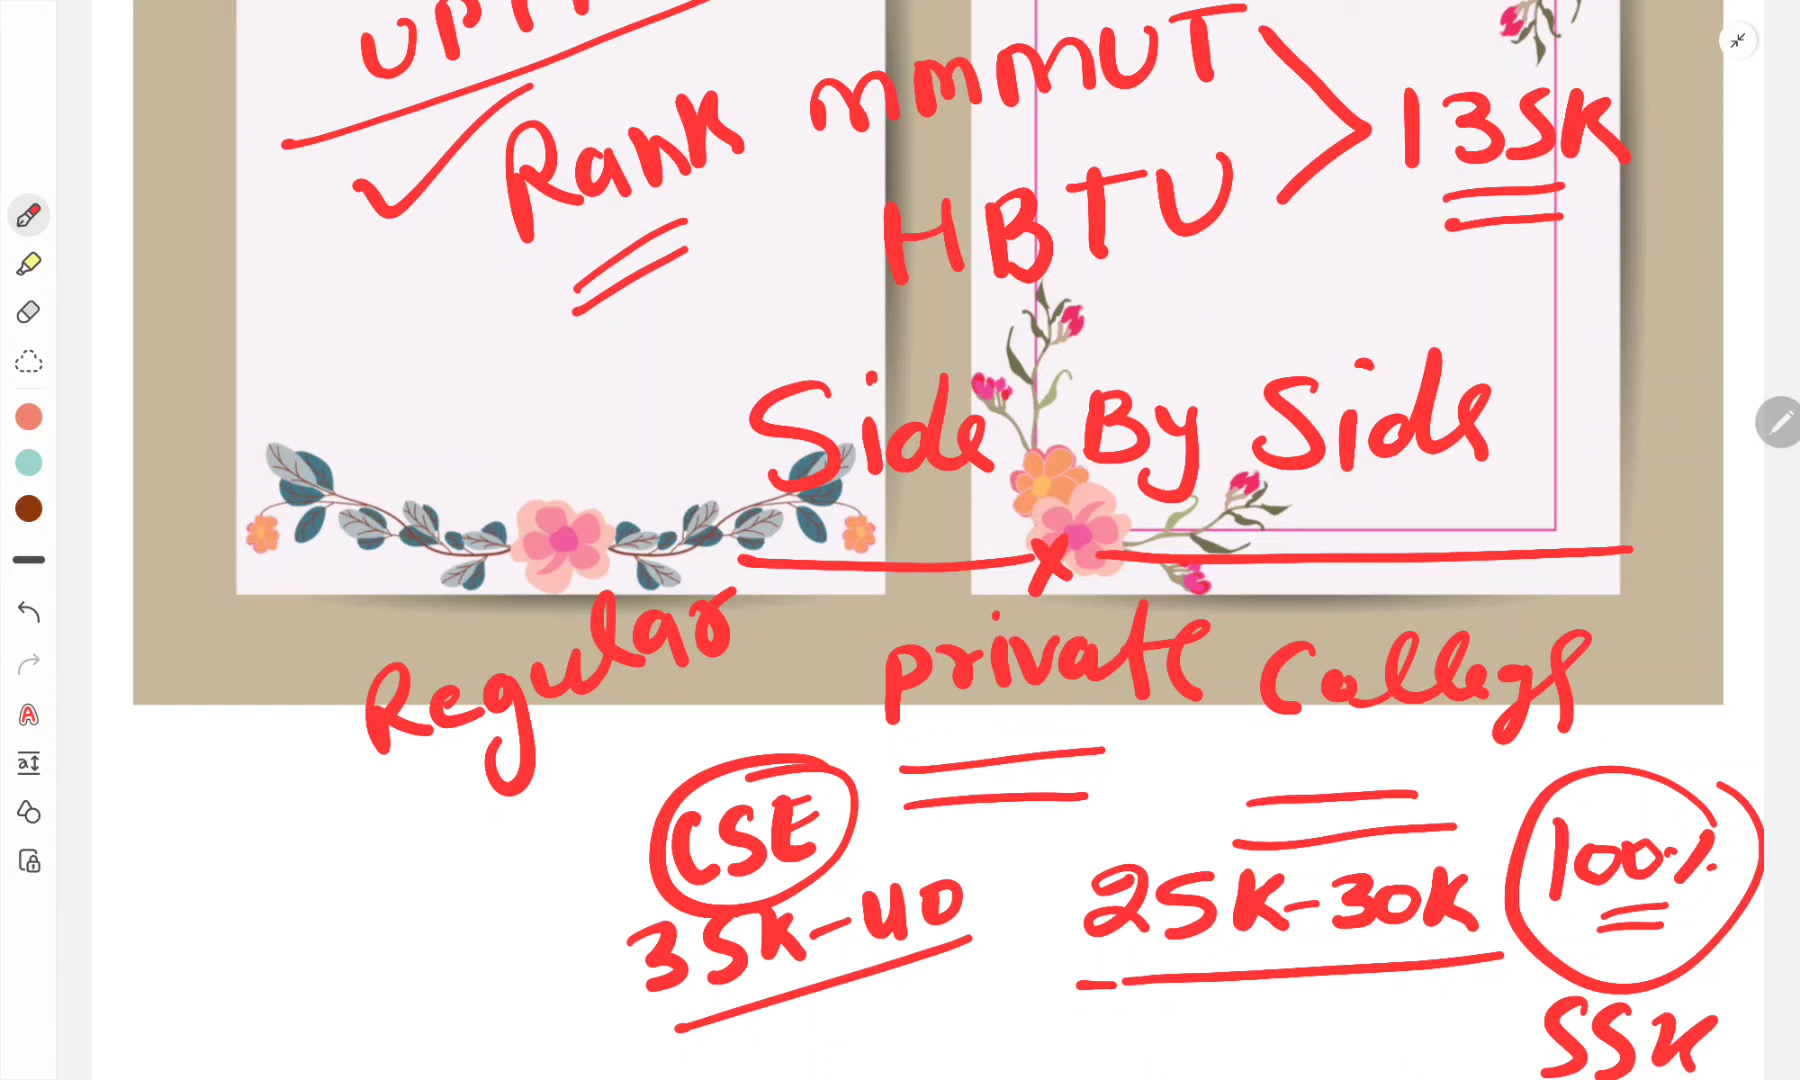 Rank MMMUT 135K
HBTU
Side By Side
Regular private College
CSE 100%
35K-40 25K-30K
55K